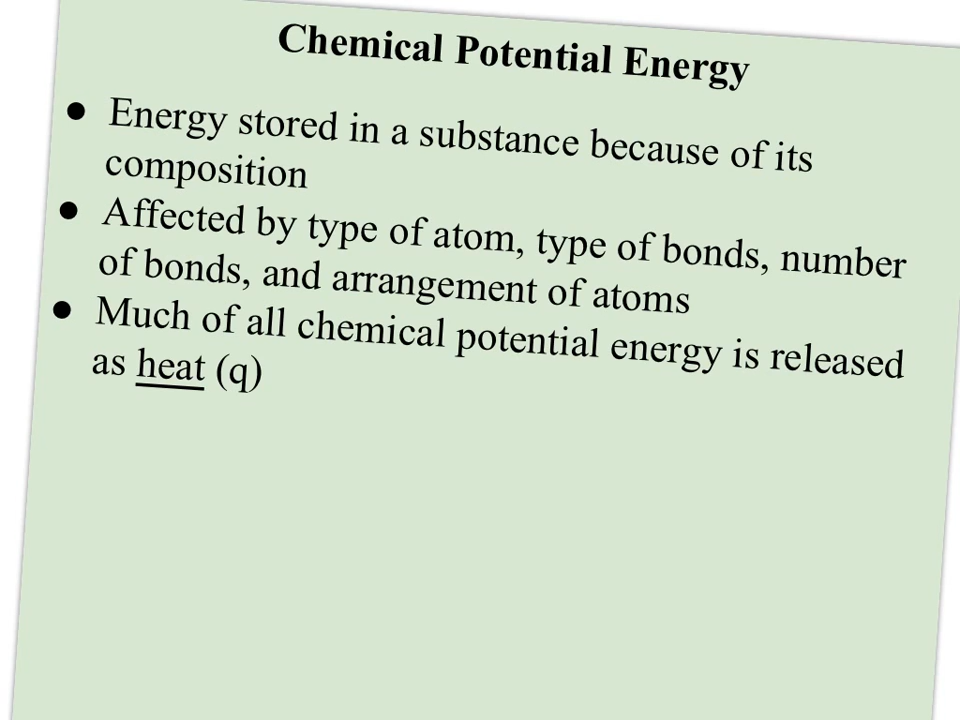 Chemical Potential Energy
● Energy stored in a substance because of its
composition
● Affected by type of atom, type of bonds, number
of bonds, and arrangement of atoms
● Much of all chemical potential energy is released
as heat (q)